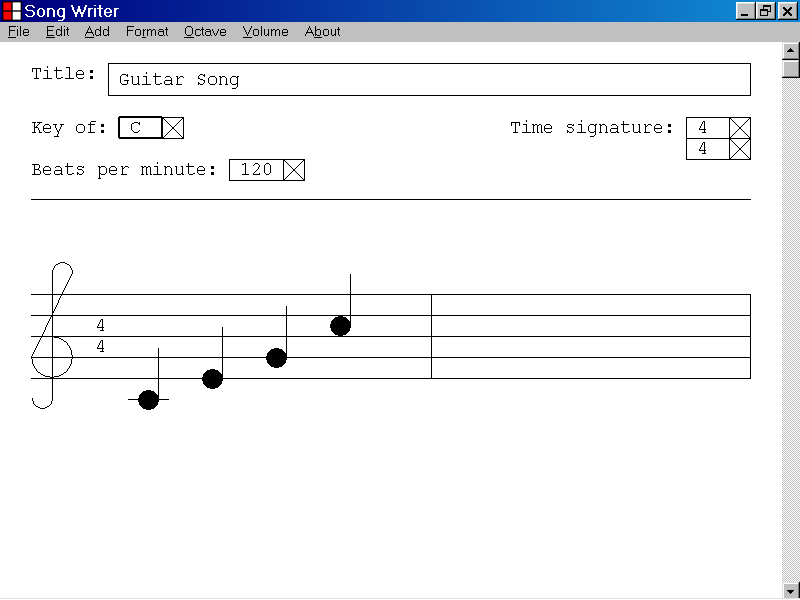 Song Writer
File Edit Add Format Octave Volume About
Title: Guitar Song
Key of: C Time signature: 4
4
Beats per minute: 120
4
4